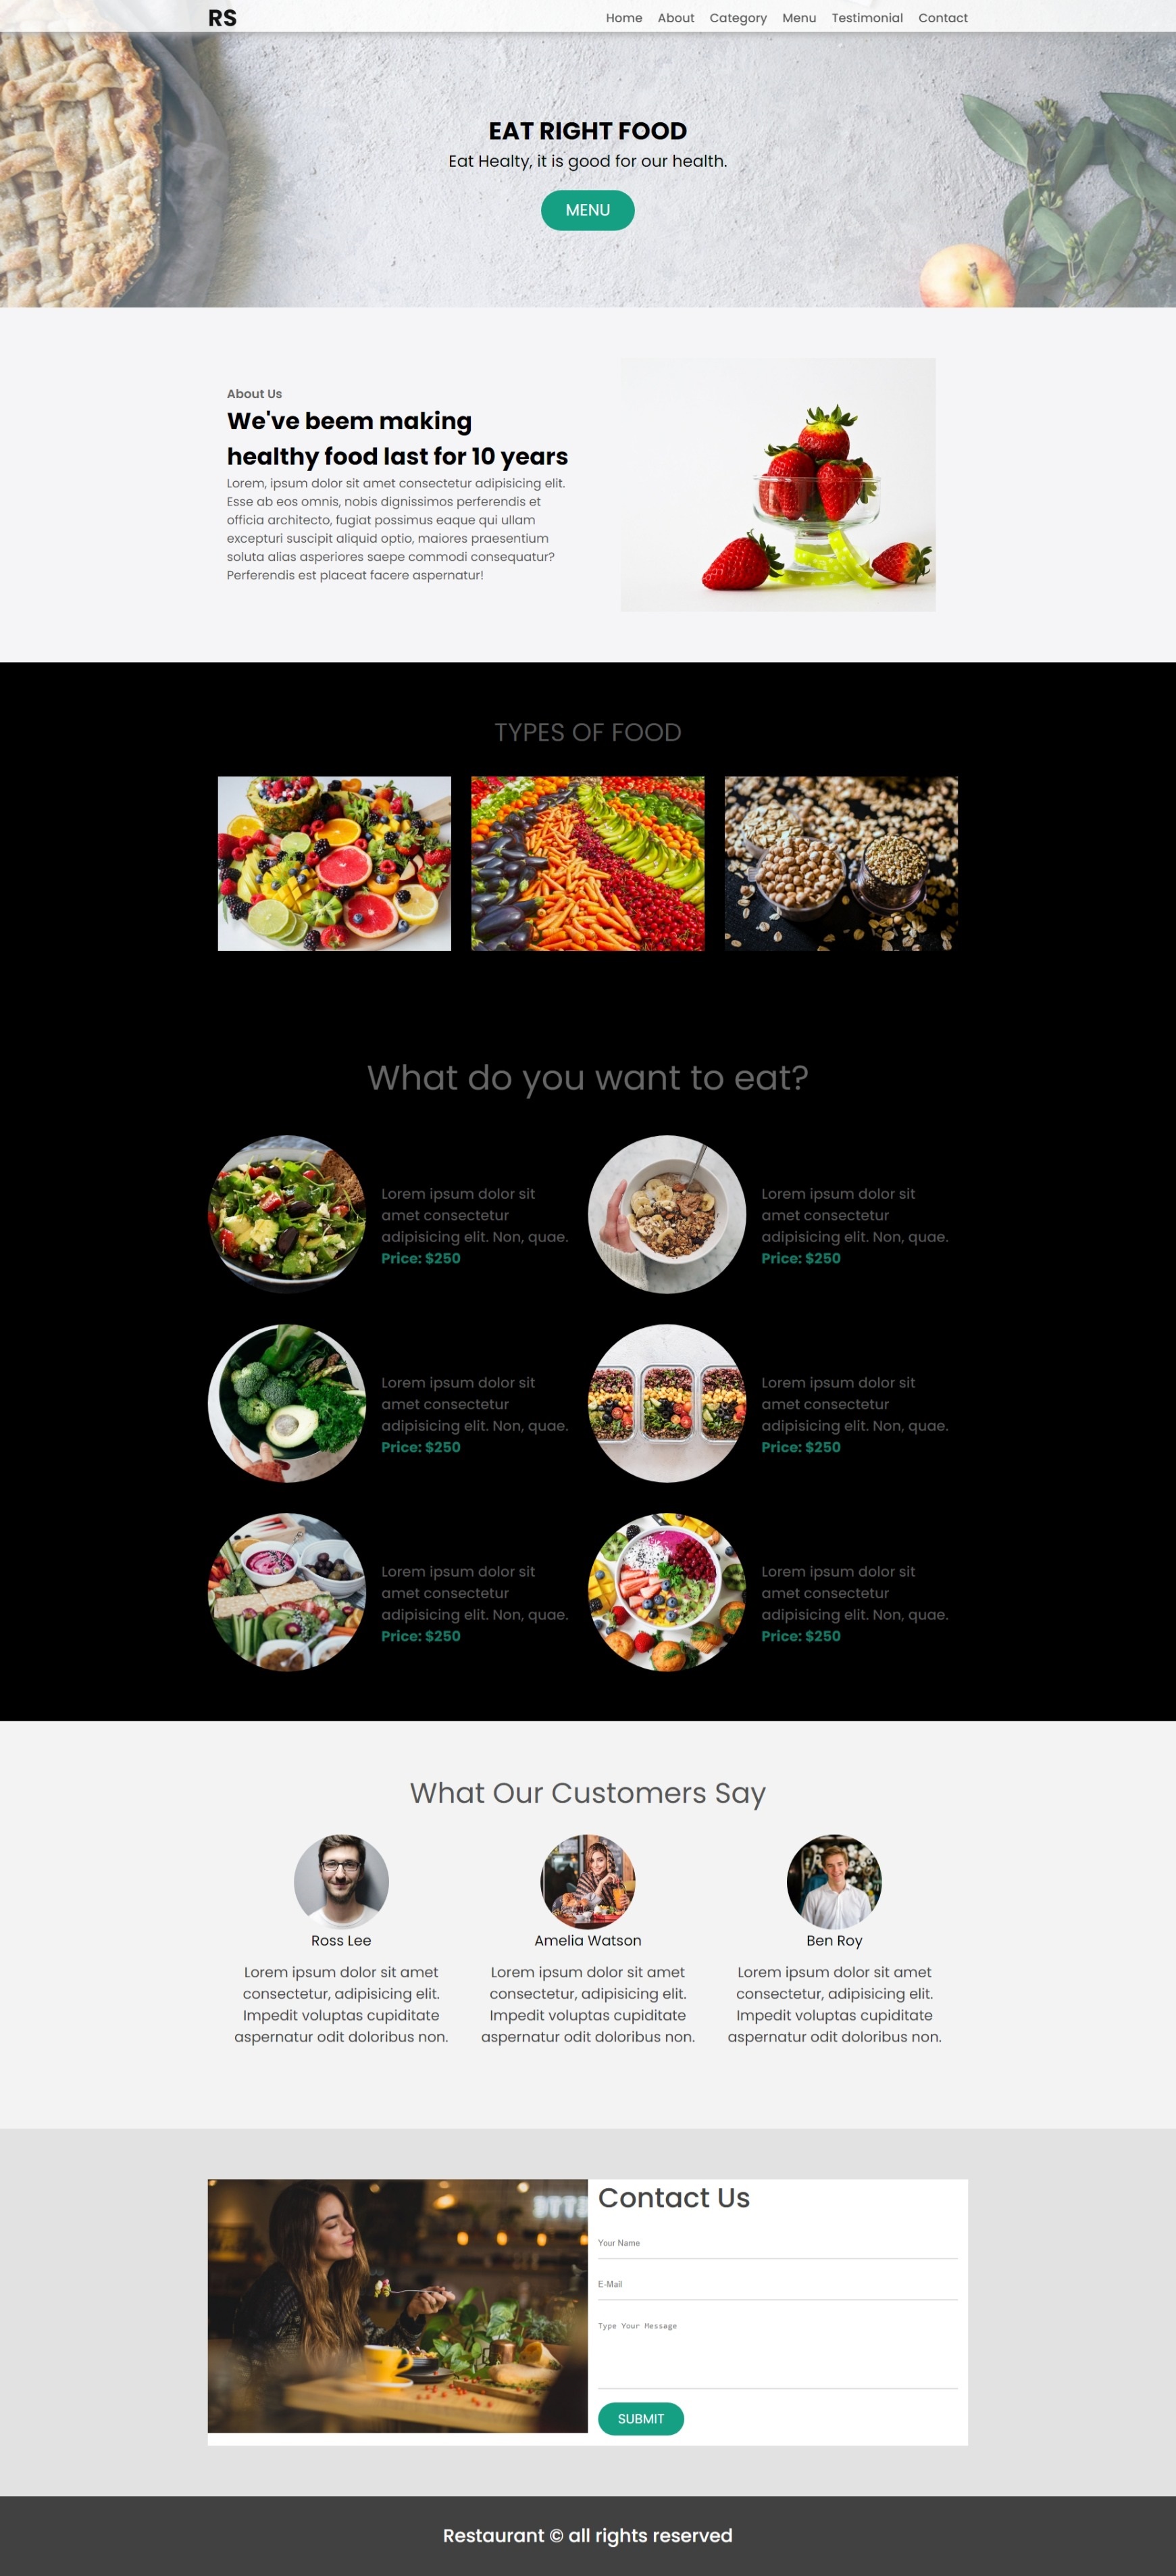 RS
Home About Category Menu Testimonial Contact
EAT RIGHT FOOD
Eat Healty, it is good for our health.
MENU
About Us
We've beem making
healthy food last for 10 years
Lorem, ipsum dolor sit amet consectetur adipisicing elit.
Esse ab eos omnis, nobis dignissimos perferendis et
officia architecto, fugiat possimus eaque qui ullam
excepturi suscipit aliquid optio, maiores praesentium
soluta alias asperiores saepe commodi consequatur?
Perferendis est placeat facere aspernatur!
TYPES OF FOOD
What do you want to eat?
Lorem ipsum dolor sit
amet consectetur
adipisicing elit. Non, quae.
Price: $250
Lorem ipsum dolor sit
amet consectetur
adipisicing elit. Non, quae.
Price: $250
Lorem ipsum dolor sit
amet consectetur
adipisicing elit. Non, quae.
Price: $250
Lorem ipsum dolor sit
amet consectetur
adipisicing elit. Non, quae.
Price: $250
Lorem ipsum dolor sit
amet consectetur
adipisicing elit. Non, quae.
Price: $250
Lorem ipsum dolor sit
amet consectetur
adipisicing elit. Non, quae.
Price: $250
What Our Customers Say
Ross Lee
Lorem ipsum dolor sit amet
consectetur, adipisicing elit.
Impedit voluptas cupiditate
aspernatur odit doloribus non.
Amelia Watson
Lorem ipsum dolor sit amet
consectetur, adipisicing elit.
Impedit voluptas cupiditate
aspernatur odit doloribus non.
Ben Roy
Lorem ipsum dolor sit amet
consectetur, adipisicing elit.
Impedit voluptas cupiditate
aspernatur odit doloribus non.
Contact Us
Your Name
E-Mail
Type Your Message
SUBMIT
Restaurant © all rights reserved